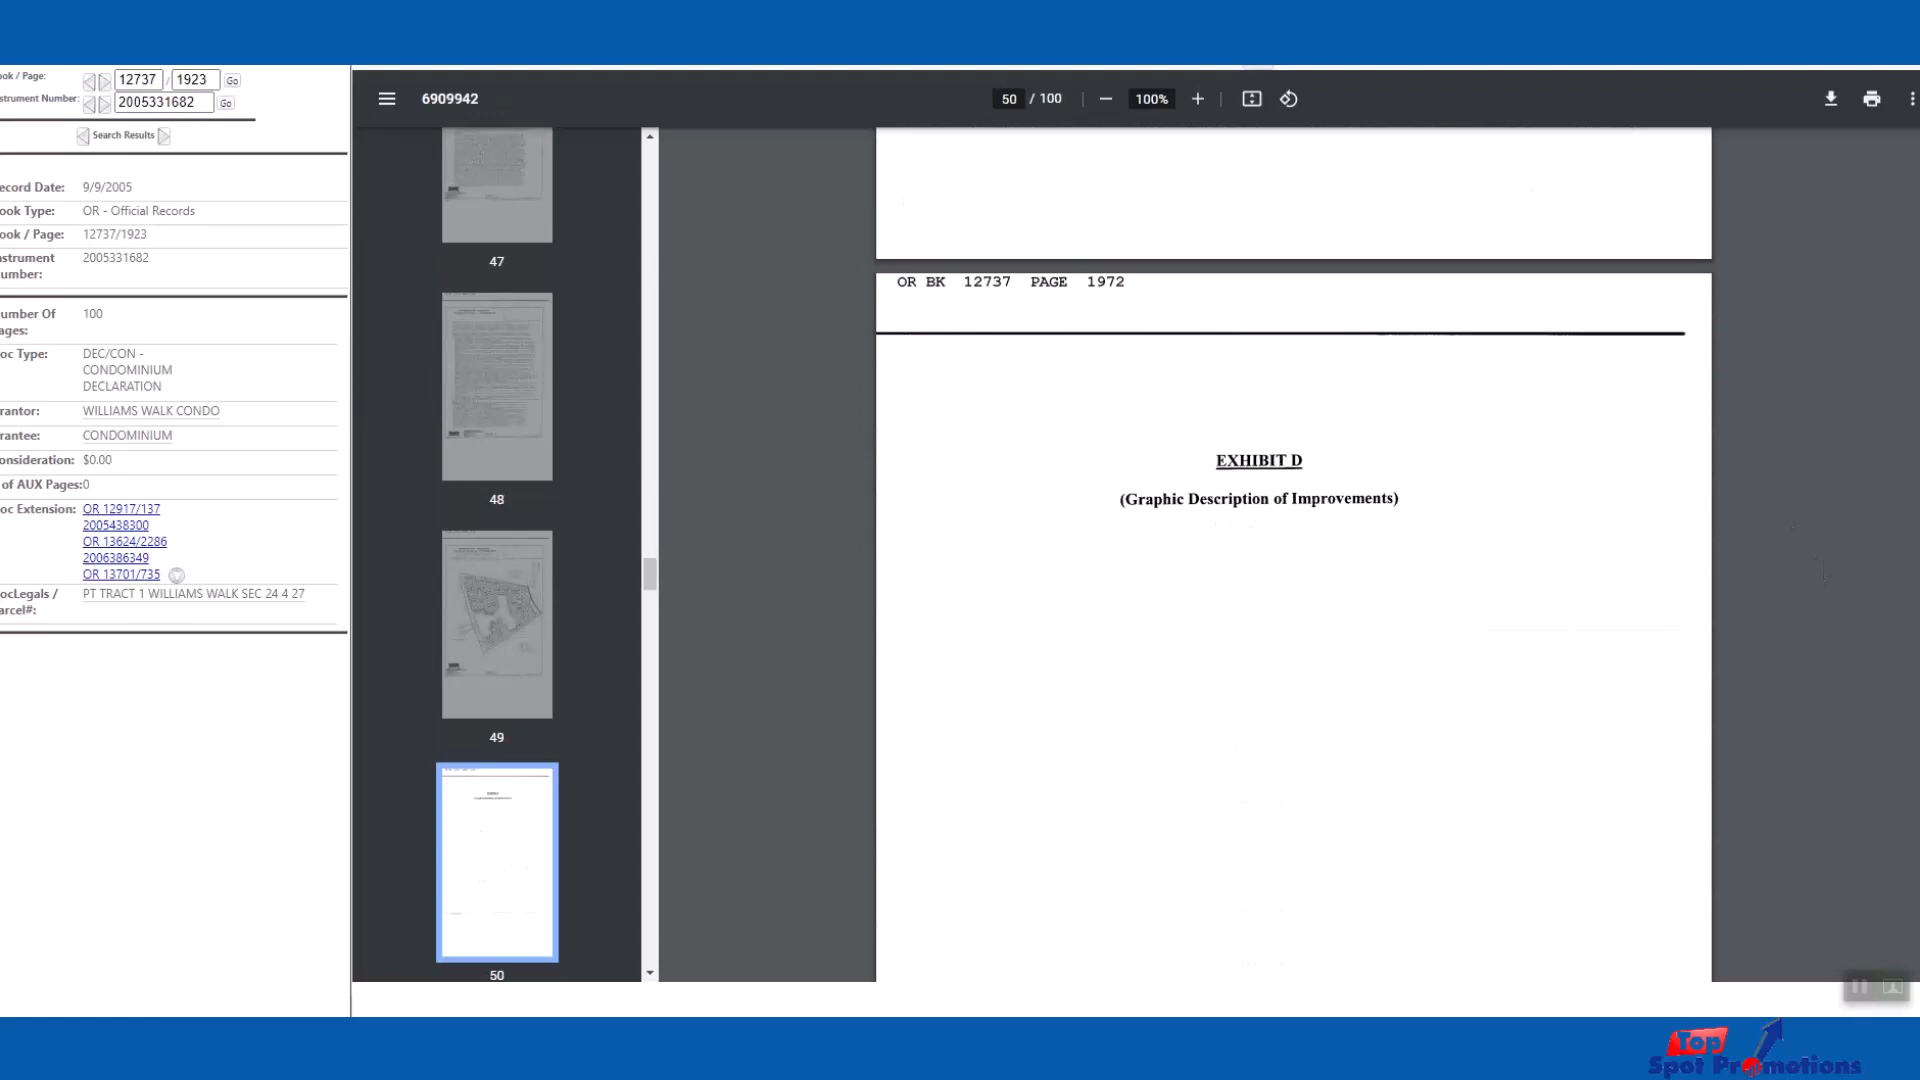 ook / Page: 12737 / 1923 Go
strument Number: 2005331682 Go
Search Results
ecord Date: 9/9/2005
ook Type: OR - Official Records
ook / Page: 12737/1923
nstrument 2005331682
umber:
umber Of 100
ages:
oc Type: DEC/CON -
CONDOMINIUM
DECLARATION
rantor: WILLIAMS WALK CONDO
rantee: CONDOMINIUM
onsideration: $0.00
of AUX Pages:0
oc Extension: OR 12917/137
2005438300
OR 13624/2286
2006386349
OR 13701/735
ocLegals / PT TRACT 1 WILLIAMS WALK SEC 24 4 27
arcel#:
6909942
50 / 100
100%
47
48
49
50
OR BK 12737 PAGE 1972
EXHIBIT D
(Graphic Description of Improvements)
Top
Spot Promotions